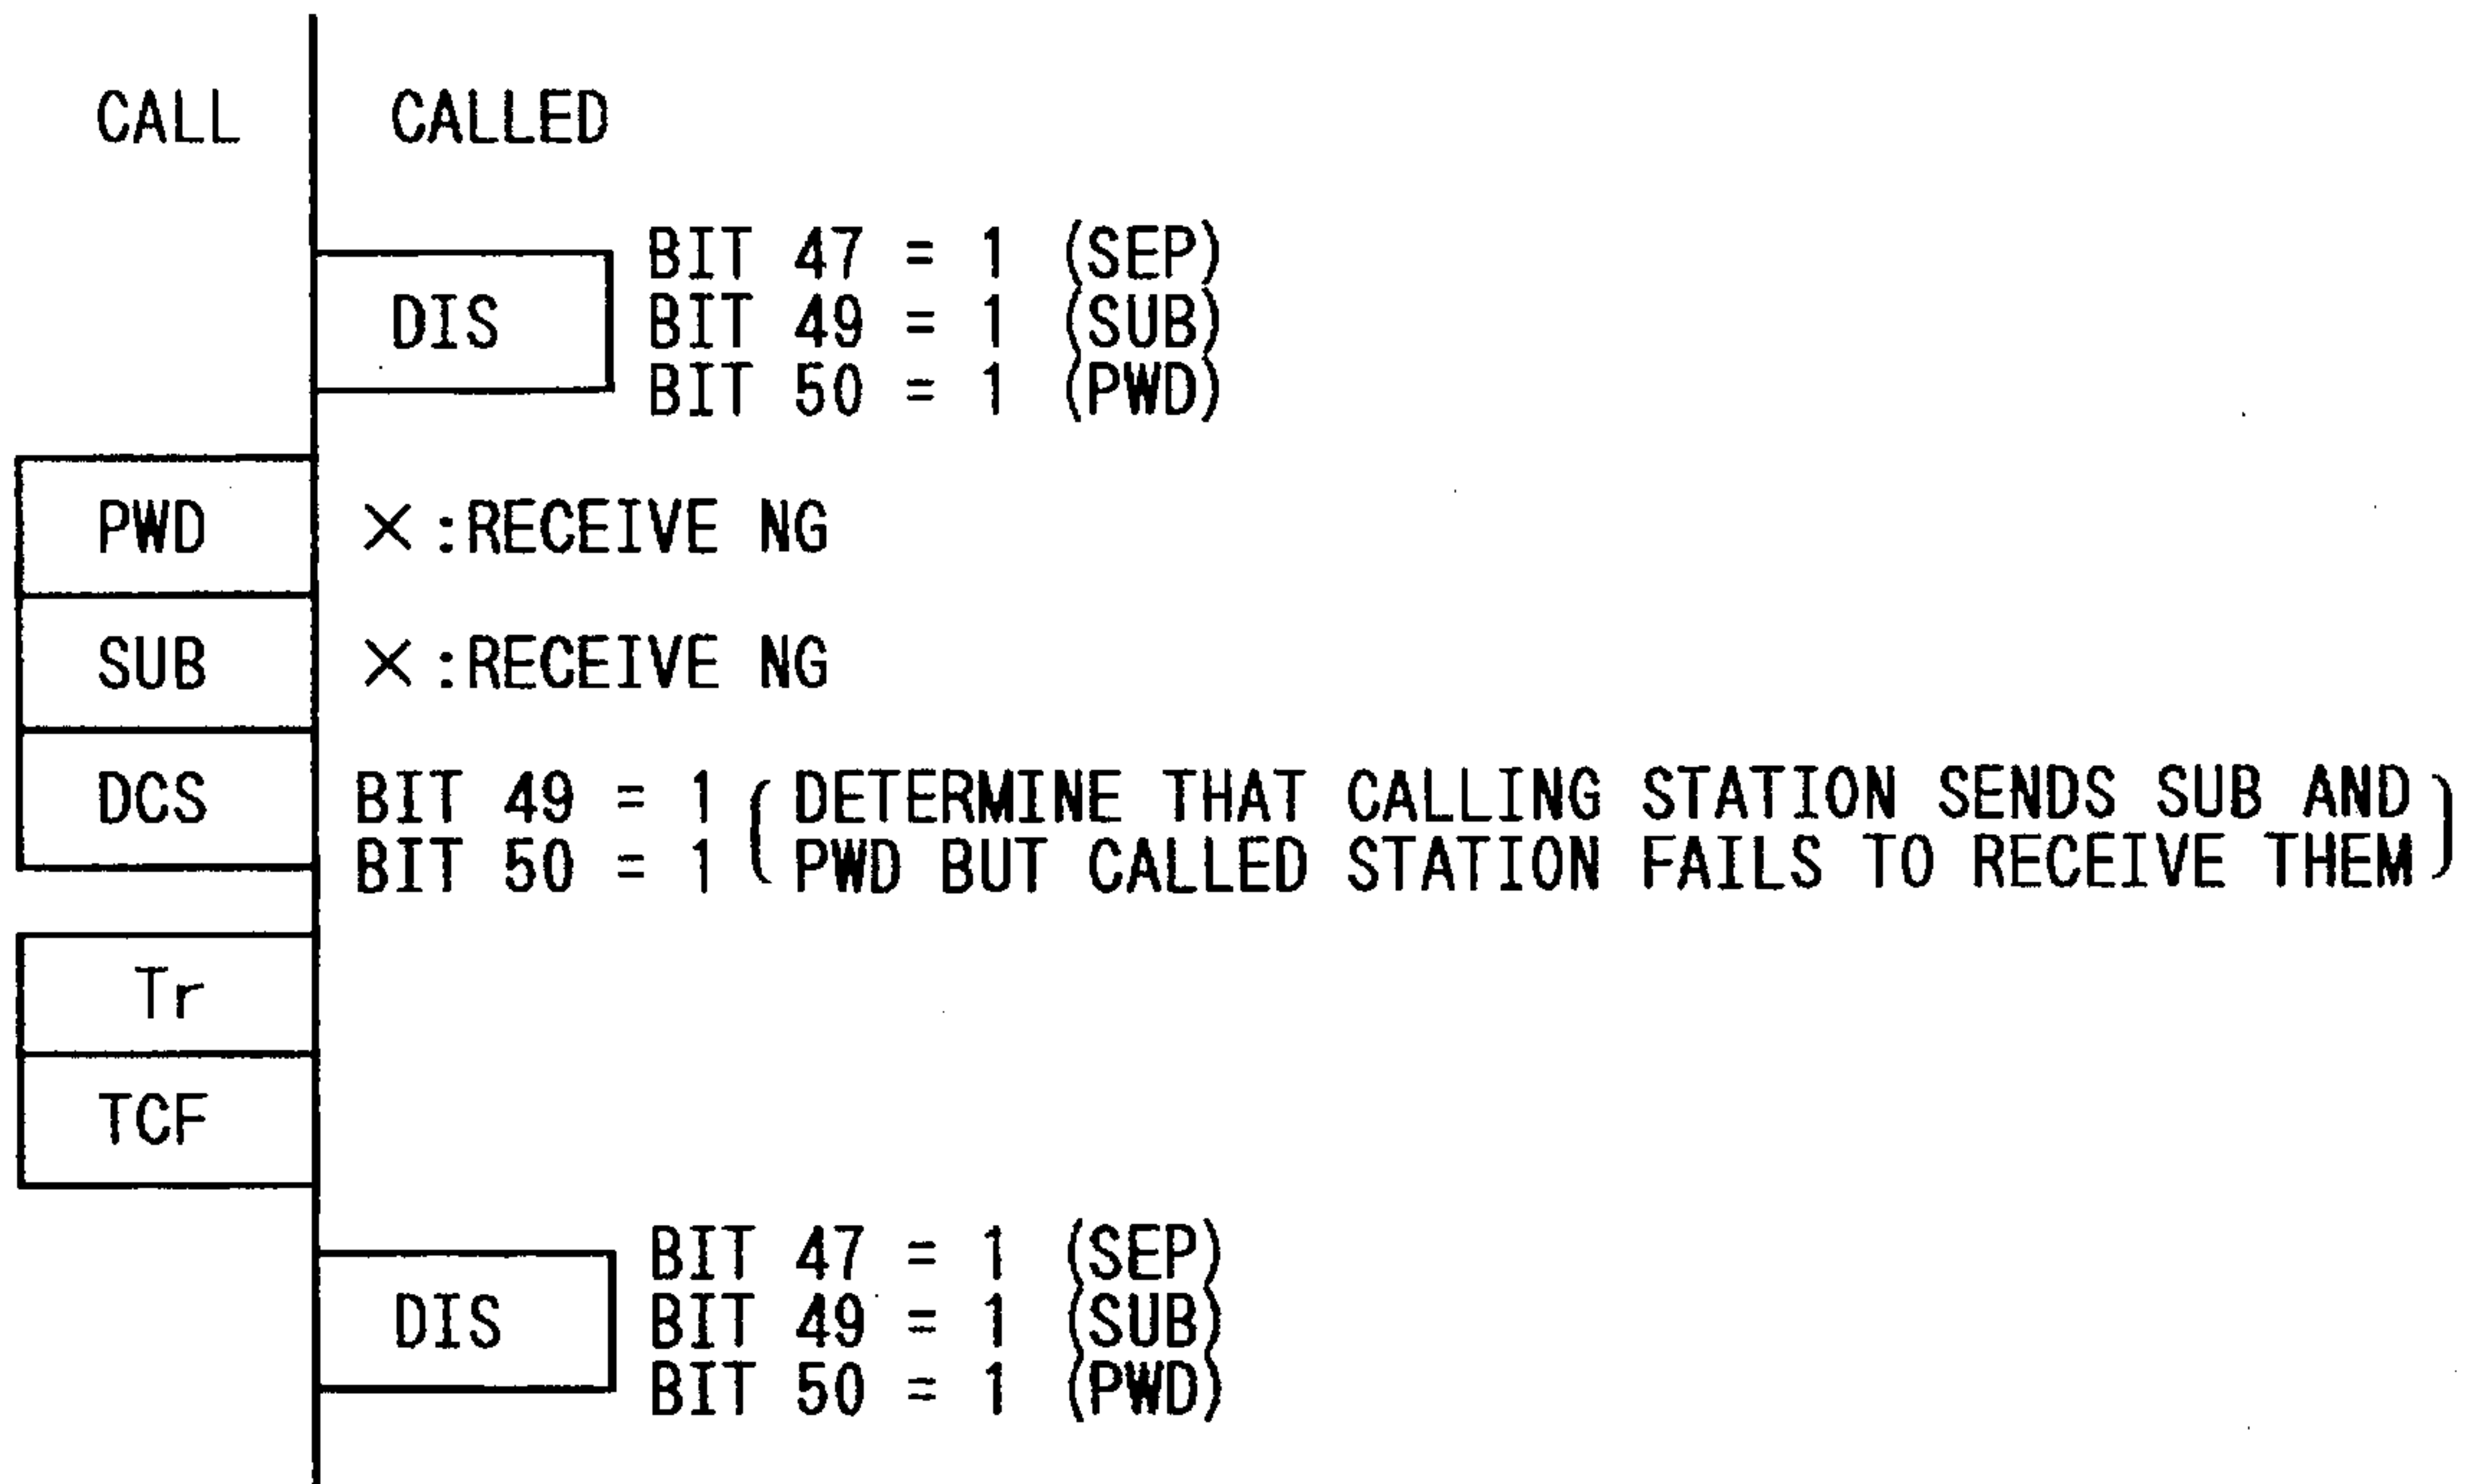 CALL CALLED
BIT 47 = 1 (SEP)
DIS BIT 49 = 1 (SUB)
BIT 50 = 1 (PWD)
PWD ×:RECEIVE NG
SUB ×:RECEIVE NG
DCS BIT 49 = 1 (DETERMINE THAT CALLING STATION SENDS SUB AND
BIT 50 = 1 PWD BUT CALLED STATION FAILS TO RECEIVE THEM)
Tr
TCF
BIT 47 = 1 (SEP)
DIS BIT 49 = 1 (SUB)
BIT 50 = 1 (PWD)